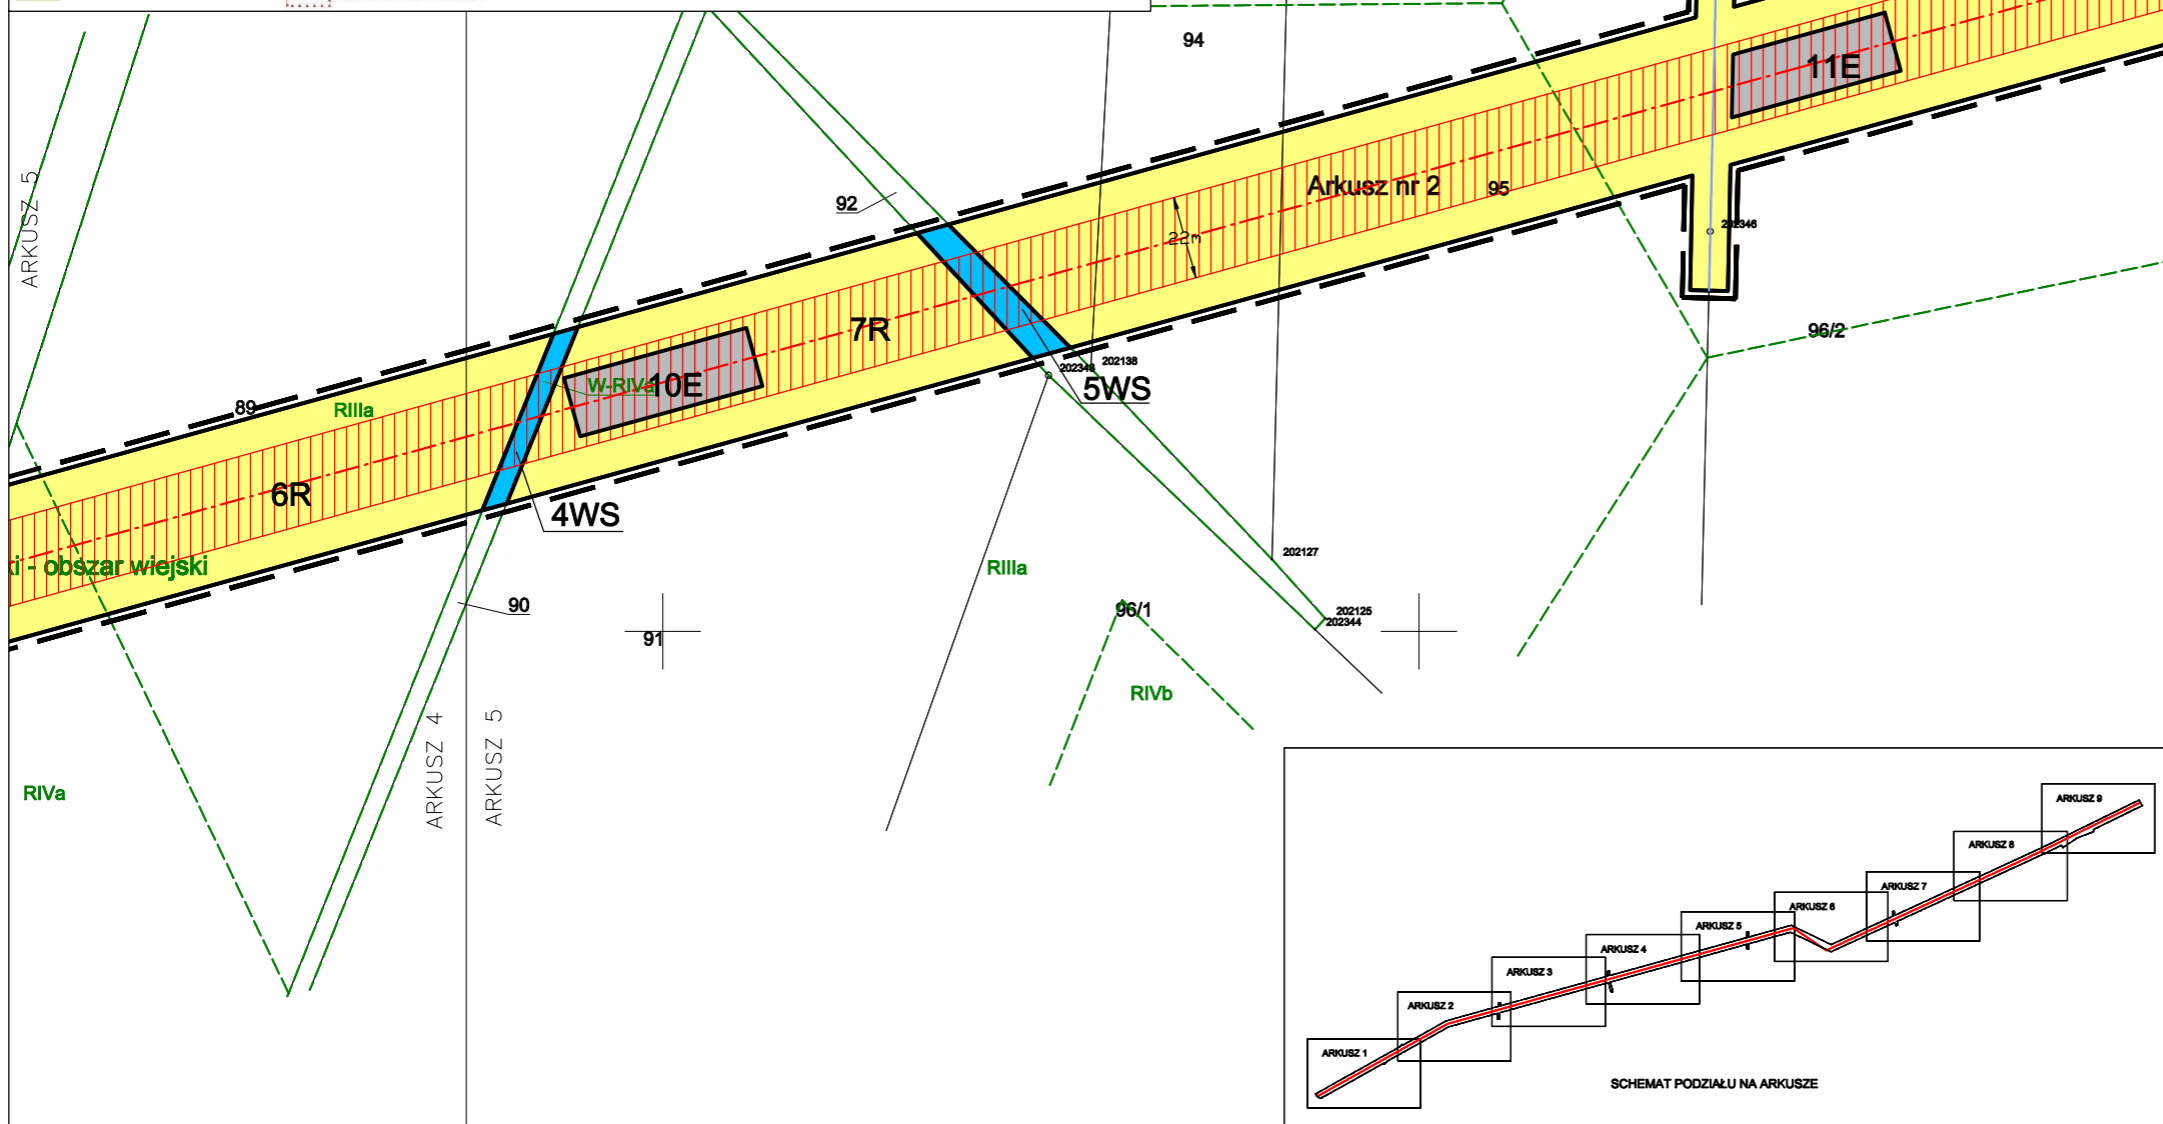 94
11E
ARKUSZ 5
Arkusz nr 2
95
92
202346
22m
7R
96/2
202343
202138
W-RIVa
10E
5WS
89
RIIIa
6R
4WS
ki - obszar wiejski
202127
RIIIa
90
96/1
202125
202344
91
RIVb
ARKUSZ 4
ARKUSZ 5
RIVa
ARKUSZ 9
ARKUSZ 8
ARKUSZ 7
ARKUSZ 6
ARKUSZ 5
ARKUSZ 4
ARKUSZ 3
ARKUSZ 2
ARKUSZ 1
SCHEMAT PODZIAŁU NA ARKUSZE